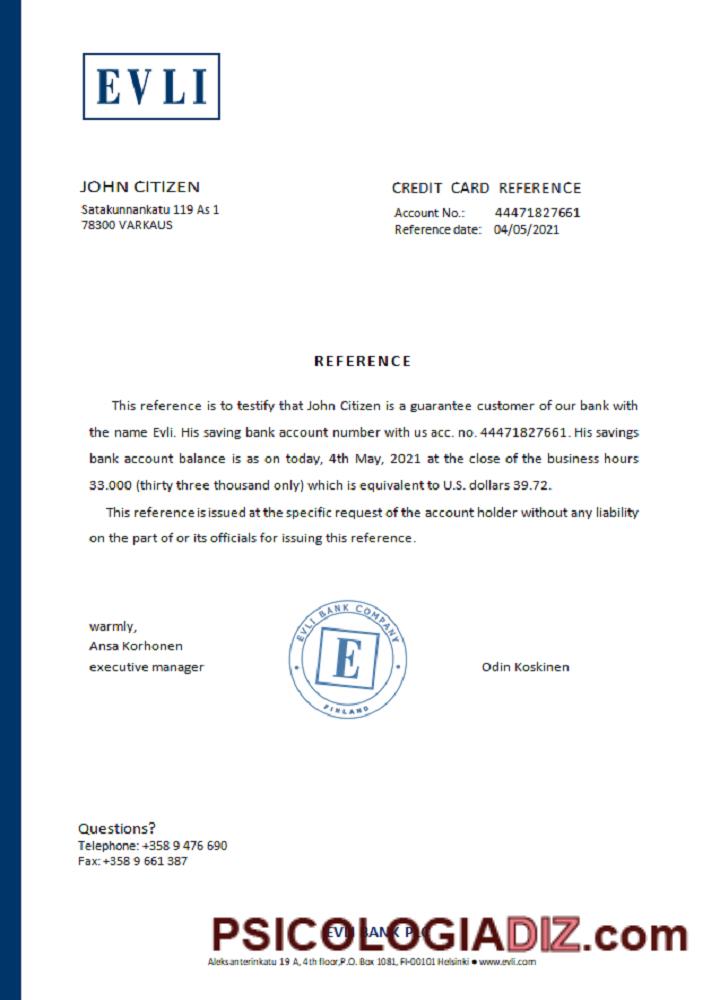 EVLI
JOHN CITIZEN
Satakunnankatu 119 As 1
78300 VARKAUS
CREDIT CARD REFERENCE
Account No.: 44471827661
Reference date: 04/05/2021
REFERENCE
This reference is to testify that John Citizen is a guarantee customer of our bank with
the name Evli. His saving bank account number with us acc. no. 44471827661. His savings
bank account balance is as on today, 4th May, 2021 at the close of the business hours
33.000 (thirty three thousand only) which is equivalent to U.S. dollars 39.72.
This reference is issued at the specific request of the account holder without any liability
on the part of or its officials for issuing this reference.
warmly,
Ansa Korhonen
executive manager
EVLI BANK COMPANY
E
FINLAND
Odin Koskinen
Questions?
Telephone: +358 9 476 690
Fax: +358 9 661 387
EVLI BANK PLC
PSICOLOGIADIZ.com
Aleksanterinkatu 19 A, 4th floor,P.O. Box 1081, FI-00101 Helsinki ● www.evli.com